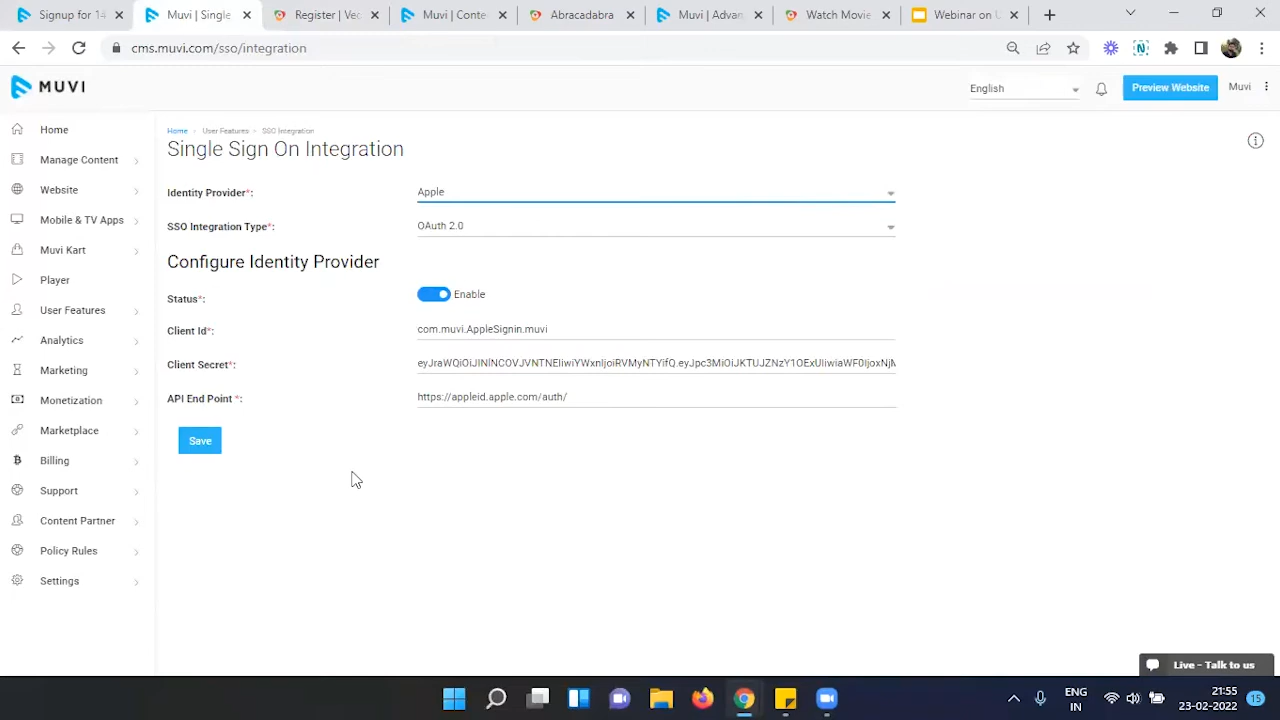 Signup for 14
Muvi | Single
Register | Vec
Muvi | Conte
Abracadabra
Muvi | Advan
Watch Movie
Webinar on U
cms.muvi.com/sso/integration
MUVI
English
Preview Website
Muvi
Home
Manage Content
Website
Mobile & TV Apps
Muvi Kart
Player
User Features
Analytics
Marketing
Monetization
Marketplace
Billing
Support
Content Partner
Policy Rules
Settings
Home
User Features
SSO Integration
Single Sign On Integration
Identity Provider*:
Apple
SSO Integration Type*:
OAuth 2.0
Configure Identity Provider
Status*:
Enable
Client Id*:
com.muvi.AppleSignin.muvi
Client Secret*:
API End Point *:
https://appleid.apple.com/auth/
Save
Live - Talk to us
ENG
IN
21:55
23-02-2022
15